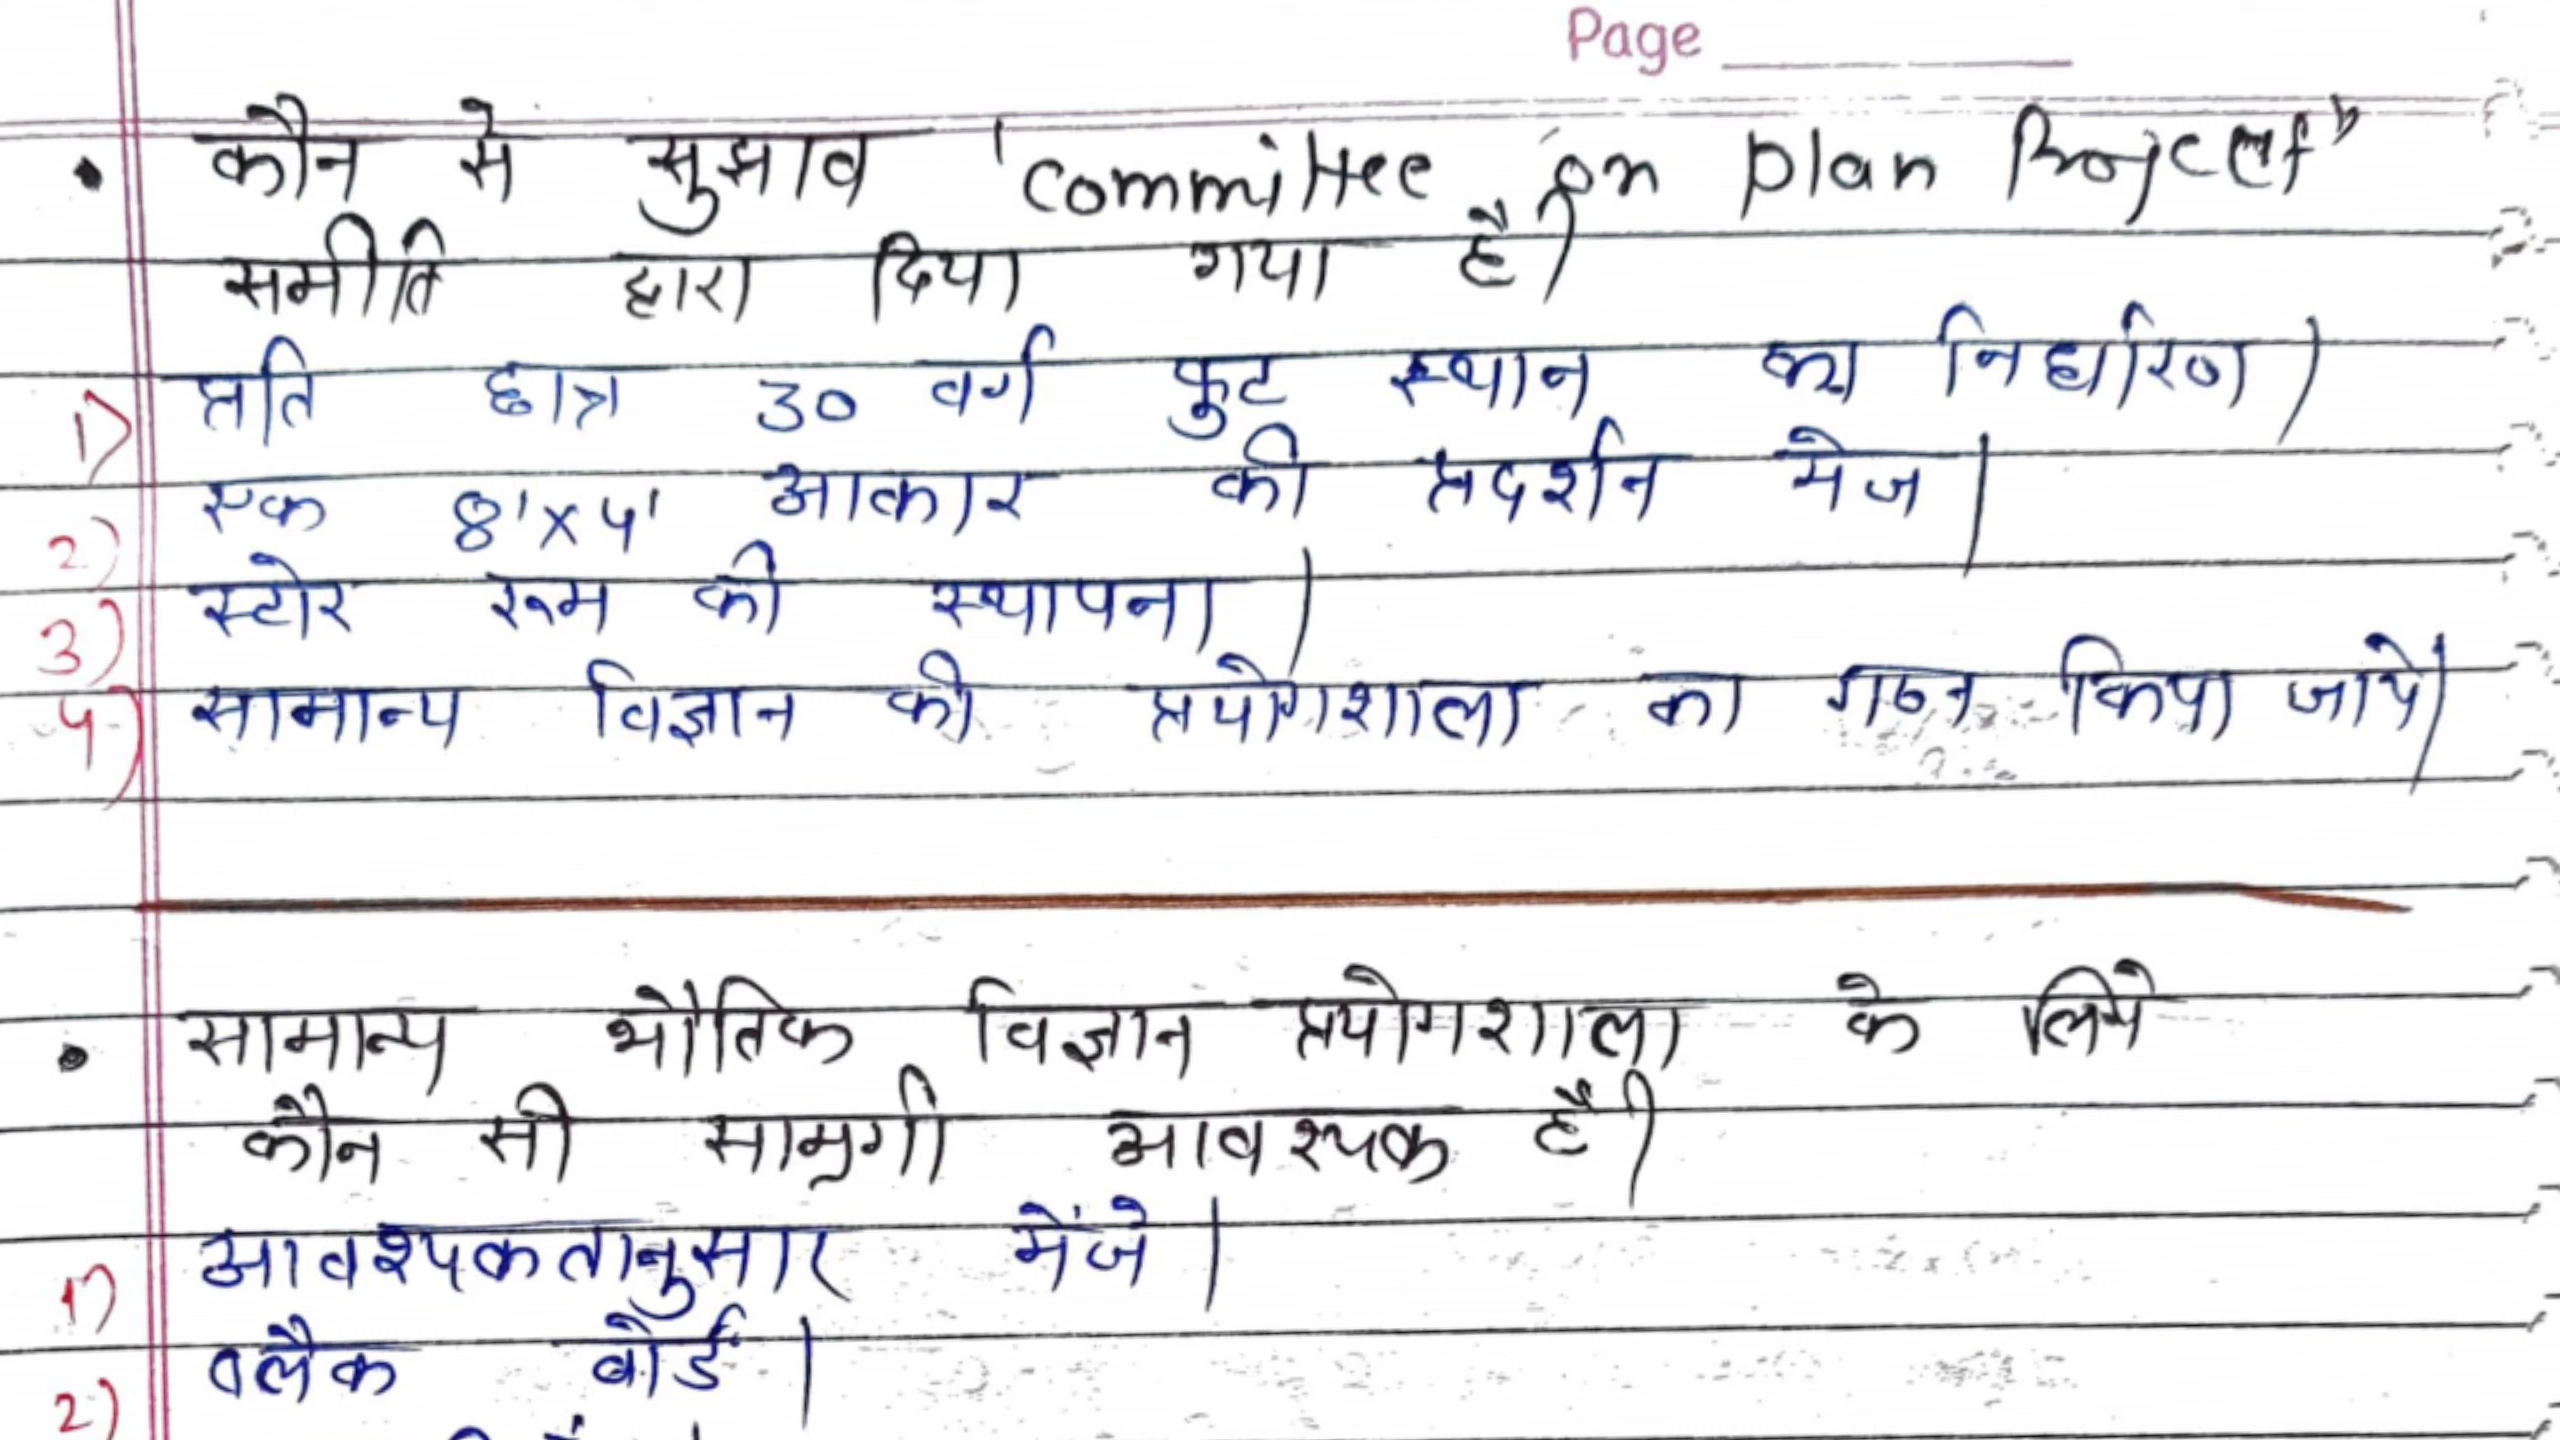 Page
• कौन से सुझाव 'committee on plan Project"
समीति द्वारा दिया गया है।
1) प्रति छात्र 30 वर्ग फुट स्थान का निर्धारण।
2) एक 8'x4' आकार की प्रदर्शन मेज।
3) स्टोर रूम की स्थापना।
4) सामान्य विज्ञान की प्रयोगशाला का गठन किया जाये।
• सामान्य भौतिक विज्ञान प्रयोगशाला के लिये
कौन सी सामग्री आवश्यक है।
1) आवश्यकतानुसार मेंजे।
2) ब्लैक बोर्ड।